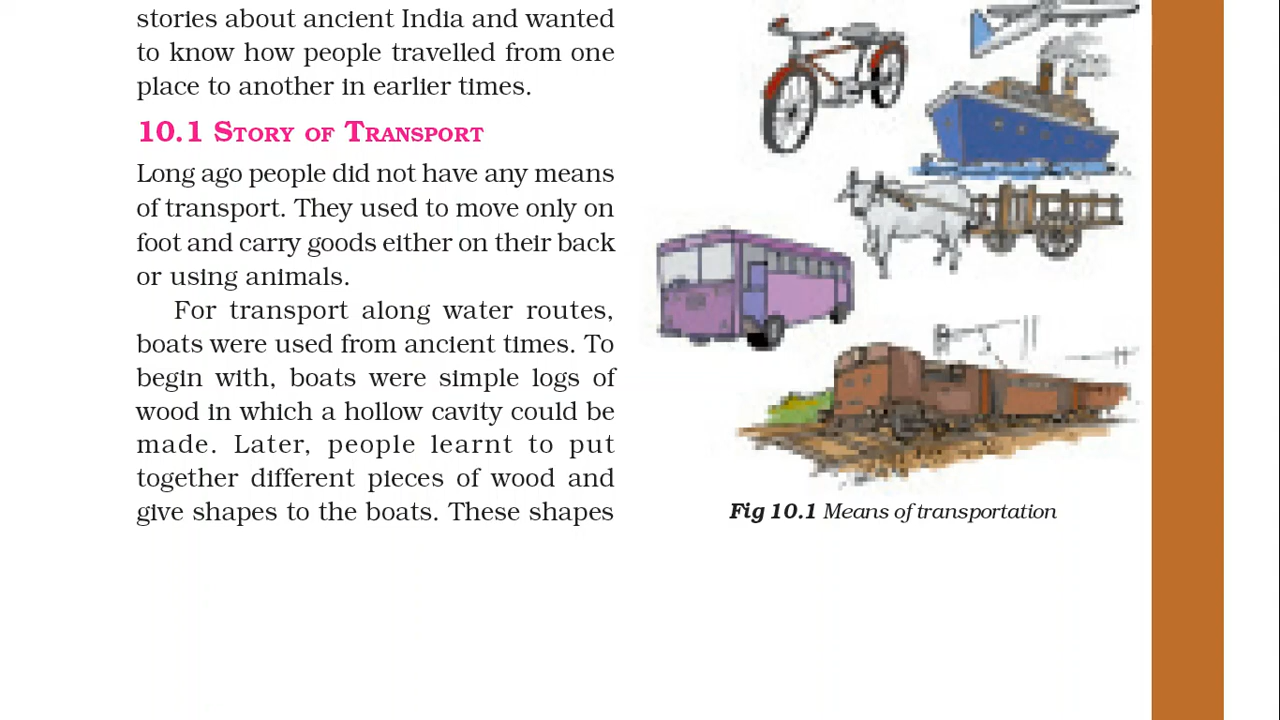 stories about ancient India and wanted
to know how people travelled from one
place to another in earlier times.
10.1 STORY OF TRANSPORT
Long ago people did not have any means
of transport. They used to move only on
foot and carry goods either on their back
or using animals.
For transport along water routes,
boats were used from ancient times. To
begin with, boats were simple logs of
wood in which a hollow cavity could be
made. Later, people learnt to put
together different pieces of wood and
give shapes to the boats. These shapes
Fig 10.1 Means of transportation